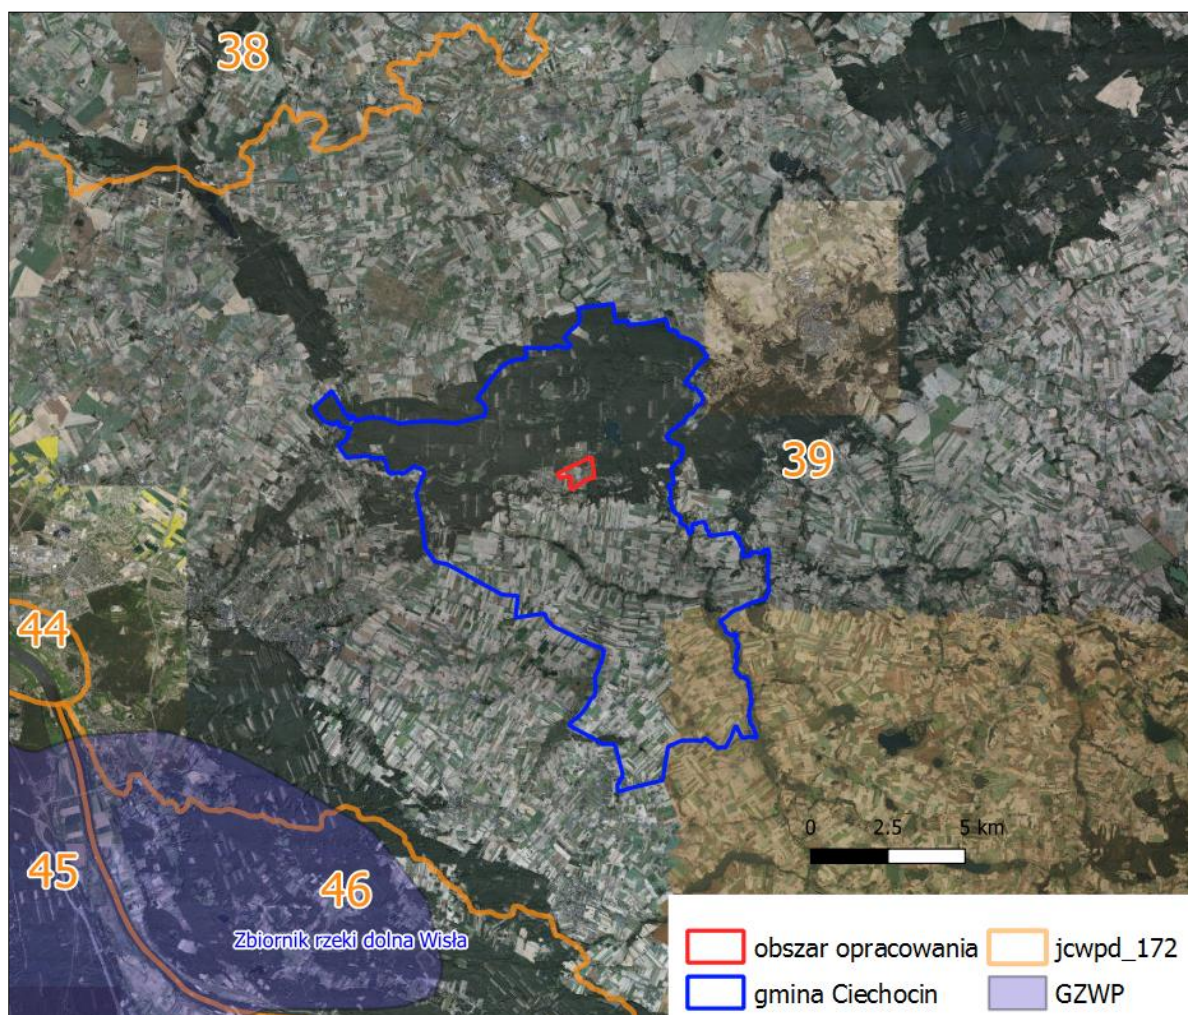 38
39
44
45
46
Zbiornik rzeki dolna Wisła
0 2.5 5 km
obszar opracowania
jcwpd_172
gmina Ciechocin
GZWP